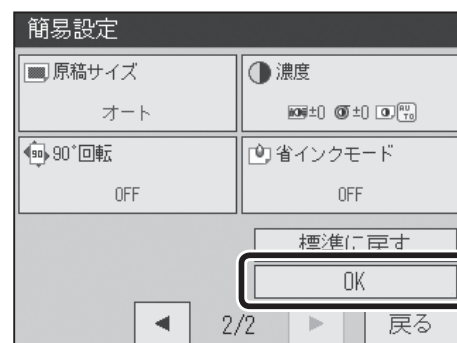 簡易設定
原稿サイズ
オート
濃度
±0 ±0 AUTO
90 90°回転
OFF
省インクモード
OFF
標準に戻す
OK
2/2
戻る